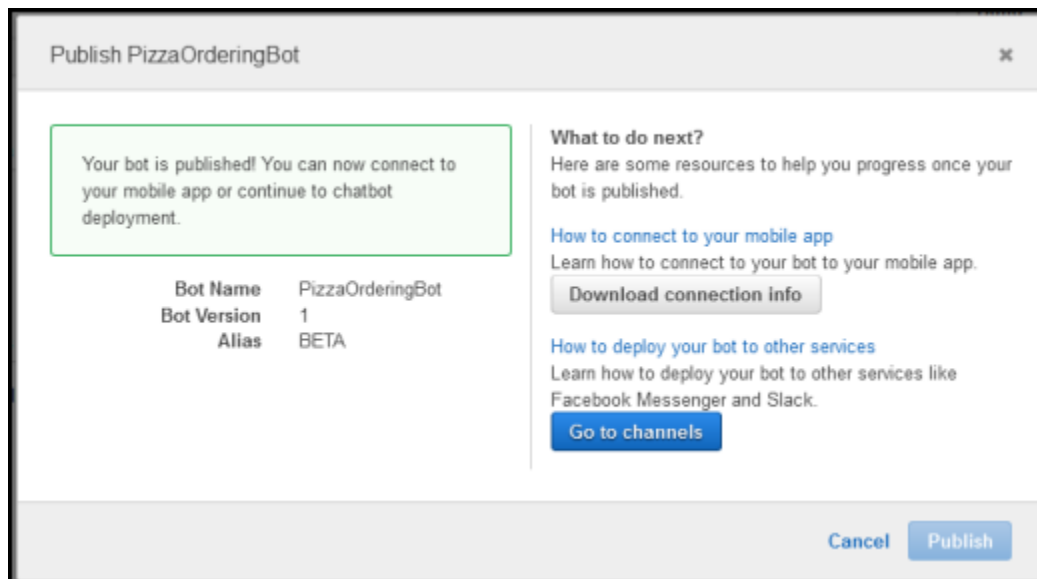 Publish PizzaOrderingBot
Your bot is published! You can now connect to
your mobile app or continue to chatbot
deployment.
Bot Name PizzaOrderingBot
Bot Version 1
Alias BETA
What to do next?
Here are some resources to help you progress once your
bot is published.
How to connect to your mobile app
Learn how to connect to your bot to your mobile app.
Download connection info
How to deploy your bot to other services
Learn how to deploy your bot to other services like
Facebook Messenger and Slack.
Go to channels
Cancel Publish